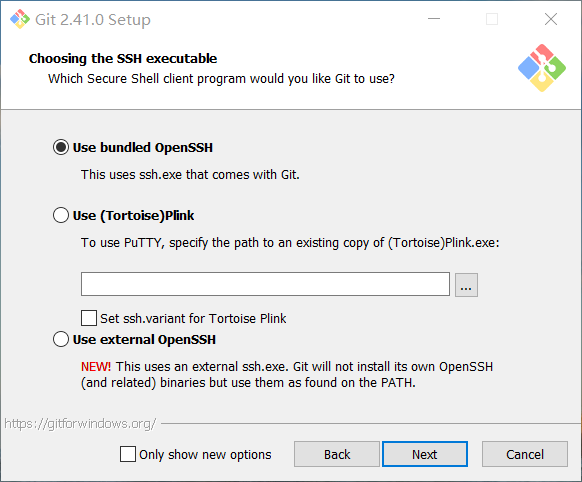 Git 2.41.0 Setup
Choosing the SSH executable
Which Secure Shell client program would you like Git to use?
Use bundled OpenSSH
This uses ssh.exe that comes with Git.
Use (Tortoise)Plink
To use PuTTY, specify the path to an existing copy of (Tortoise)Plink.exe:
...
Set ssh.variant for Tortoise Plink
Use external OpenSSH
NEW! This uses an external ssh.exe. Git will not install its own OpenSSH
(and related) binaries but use them as found on the PATH.
https://gitforwindows.org/
Only show new options
Back
Next
Cancel